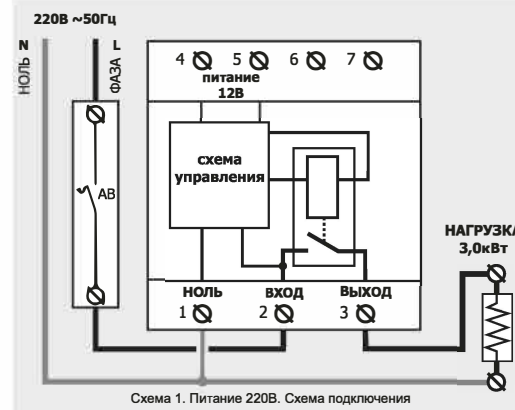 220В ~50Гц
N
L
НОЛЬ
ФАЗА
4 5 6 7
питание
12В
схема
управления
АВ
НАГРУЗКА
3,0кВт
НОЛЬ ВХОД ВЫХОД
1 2 3
Схема 1. Питание 220В. Схема подключения